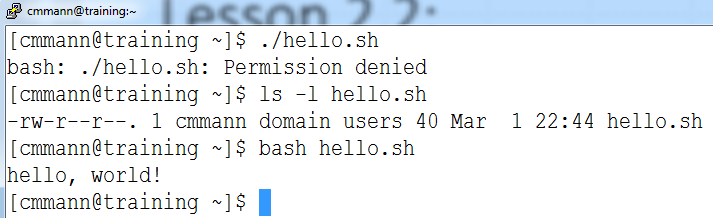 Lesson 2.2:
cmmann@training:~
[cmmann@training ~]$ ./hello.sh
bash: ./hello.sh: Permission denied
[cmmann@training ~]$ ls -l hello.sh
-rw-r--r--. 1 cmmann domain users 40 Mar  1 22:44 hello.sh
[cmmann@training ~]$ bash hello.sh
hello, world!
[cmmann@training ~]$